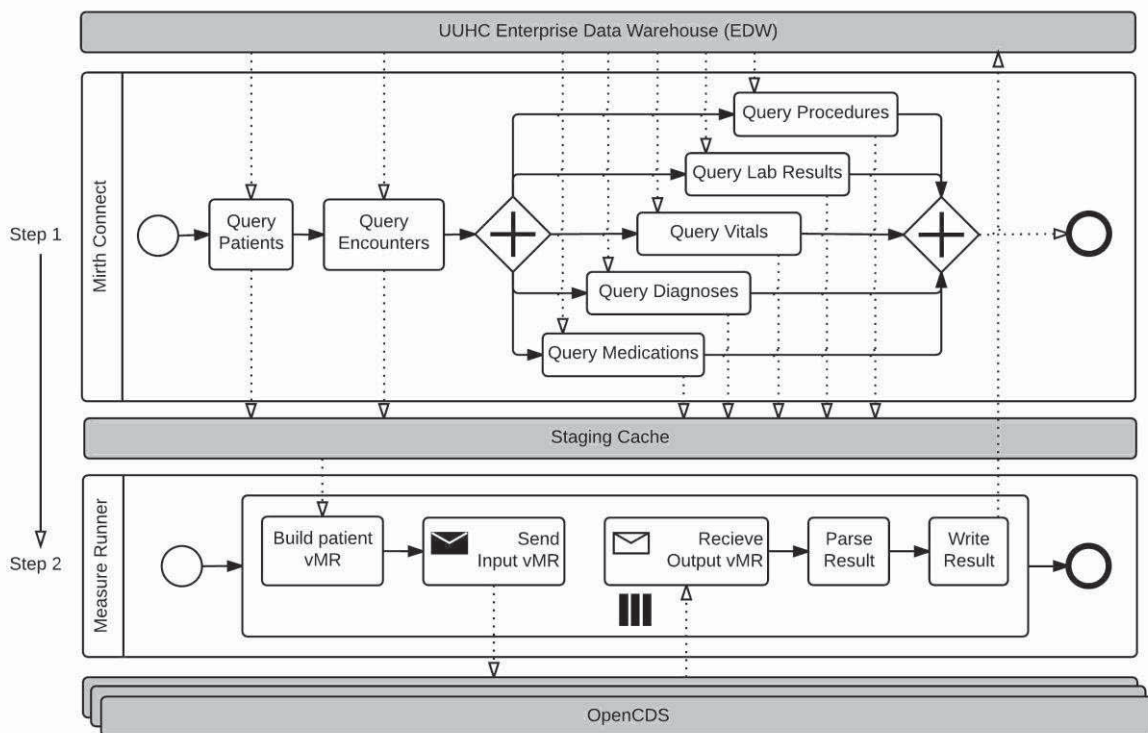 UUHC Enterprise Data Warehouse (EDW)
Step 1
Mirth Connect
Query
Patients
Query
Encounters
Query Procedures
Query Lab Results
Query Vitals
Query Diagnoses
Query Medications
Staging Cache
Step 2
Measure Runner
Build patient
vMR
Send
Input vMR
Recieve
Output vMR
Parse
Result
Write
Result
OpenCDS